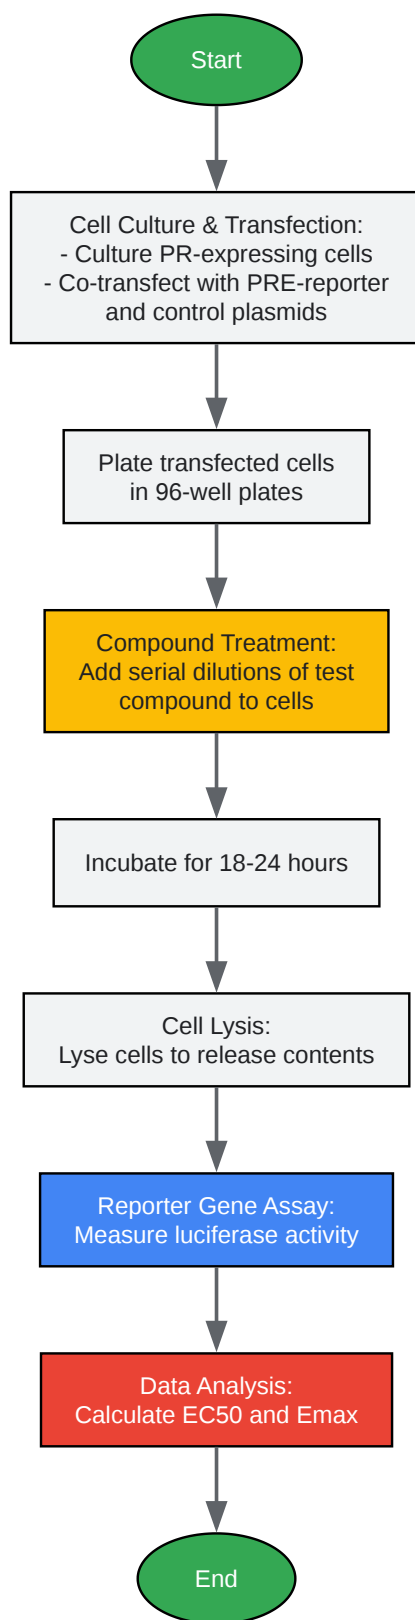 Start
Cell Culture & Transfection:
- Culture PR-expressing cells
- Co-transfect with PRE-reporter
and control plasmids
Plate transfected cells
in 96-well plates
Compound Treatment:
Add serial dilutions of test
compound to cells
Incubate for 18-24 hours
Cell Lysis:
Lyse cells to release contents
Reporter Gene Assay:
Measure luciferase activity
Data Analysis:
Calculate EC50 and Emax
End